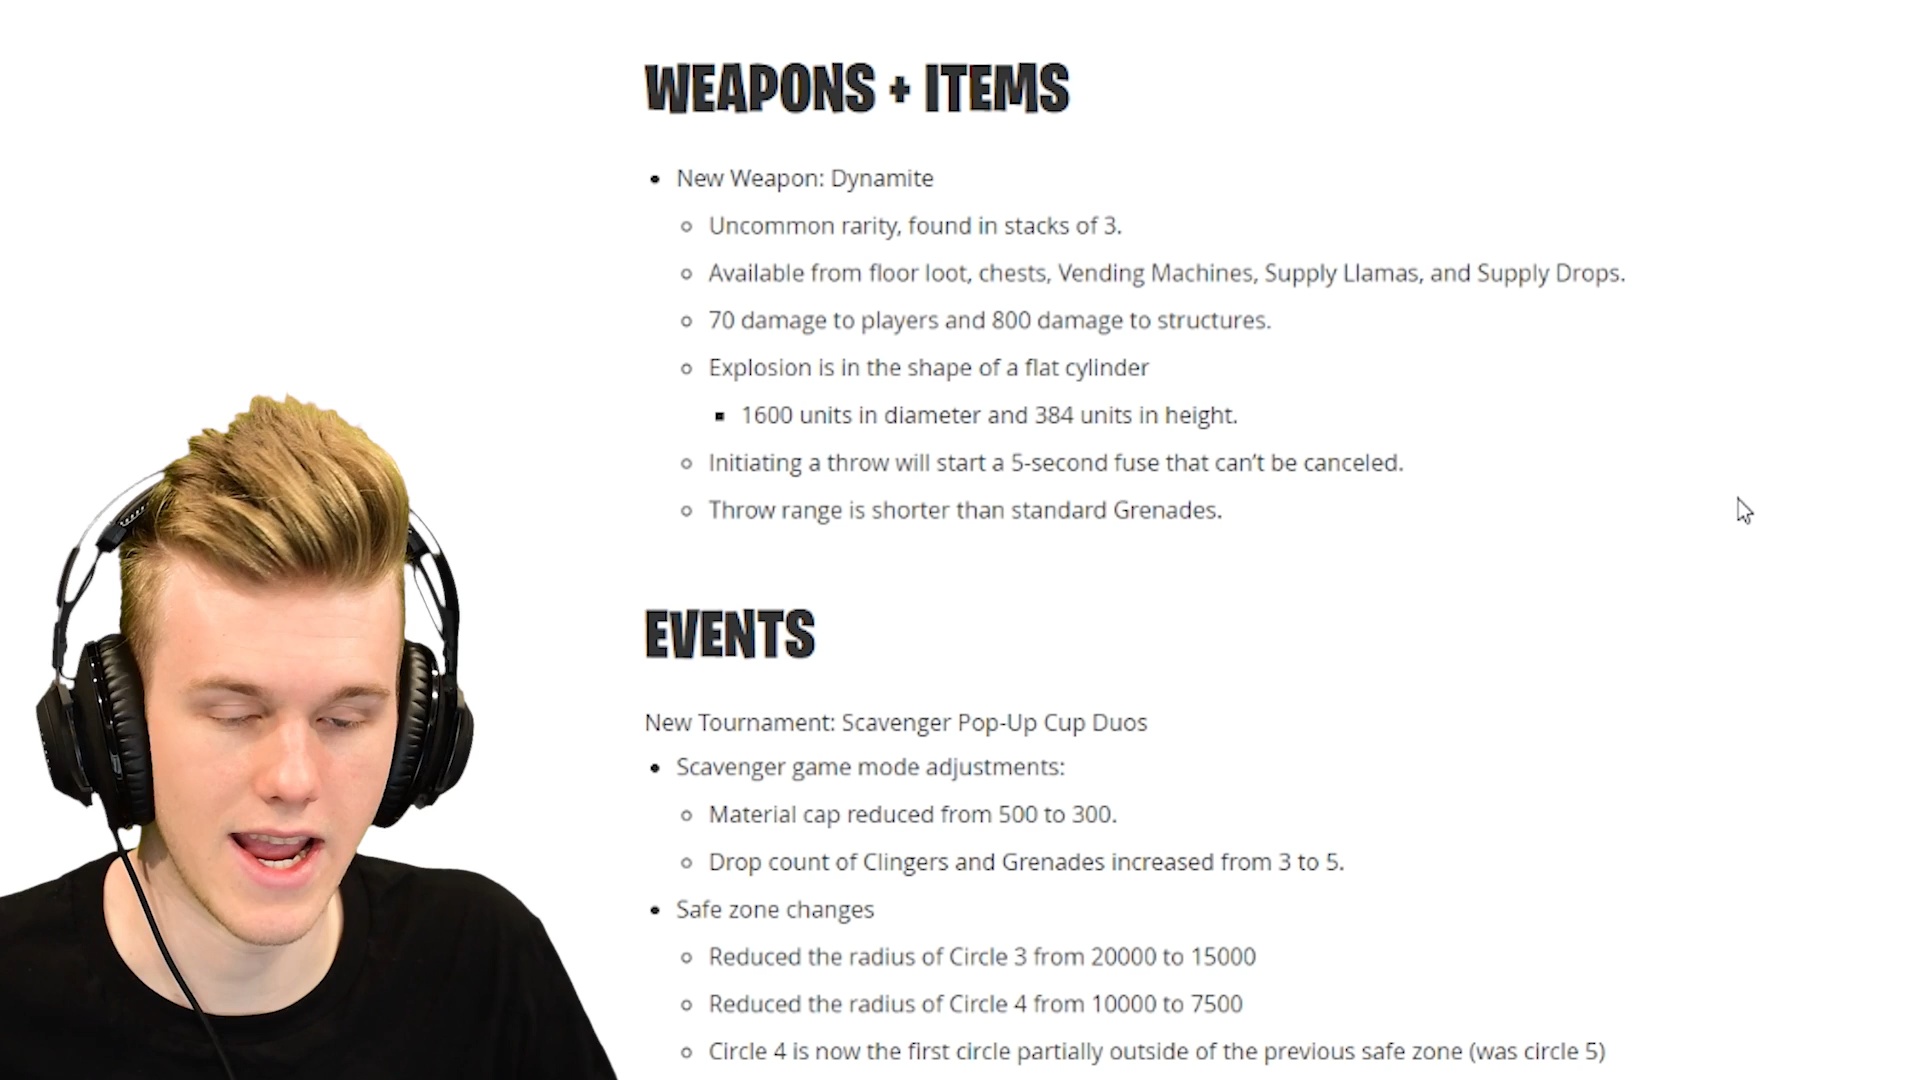 WEAPONS + ITEMS
New Weapon: Dynamite
Uncommon rarity, found in stacks of 3.
Available from floor loot, chests, Vending Machines, Supply Llamas, and Supply Drops.
70 damage to players and 800 damage to structures.
Explosion is in the shape of a flat cylinder
1600 units in diameter and 384 units in height.
Initiating a throw will start a 5-second fuse that can’t be canceled.
Throw range is shorter than standard Grenades.
EVENTS
New Tournament: Scavenger Pop-Up Cup Duos
Scavenger game mode adjustments:
Material cap reduced from 500 to 300.
Drop count of Clingers and Grenades increased from 3 to 5.
Safe zone changes
Reduced the radius of Circle 3 from 20000 to 15000
Reduced the radius of Circle 4 from 10000 to 7500
Circle 4 is now the first circle partially outside of the previous safe zone (was circle 5)